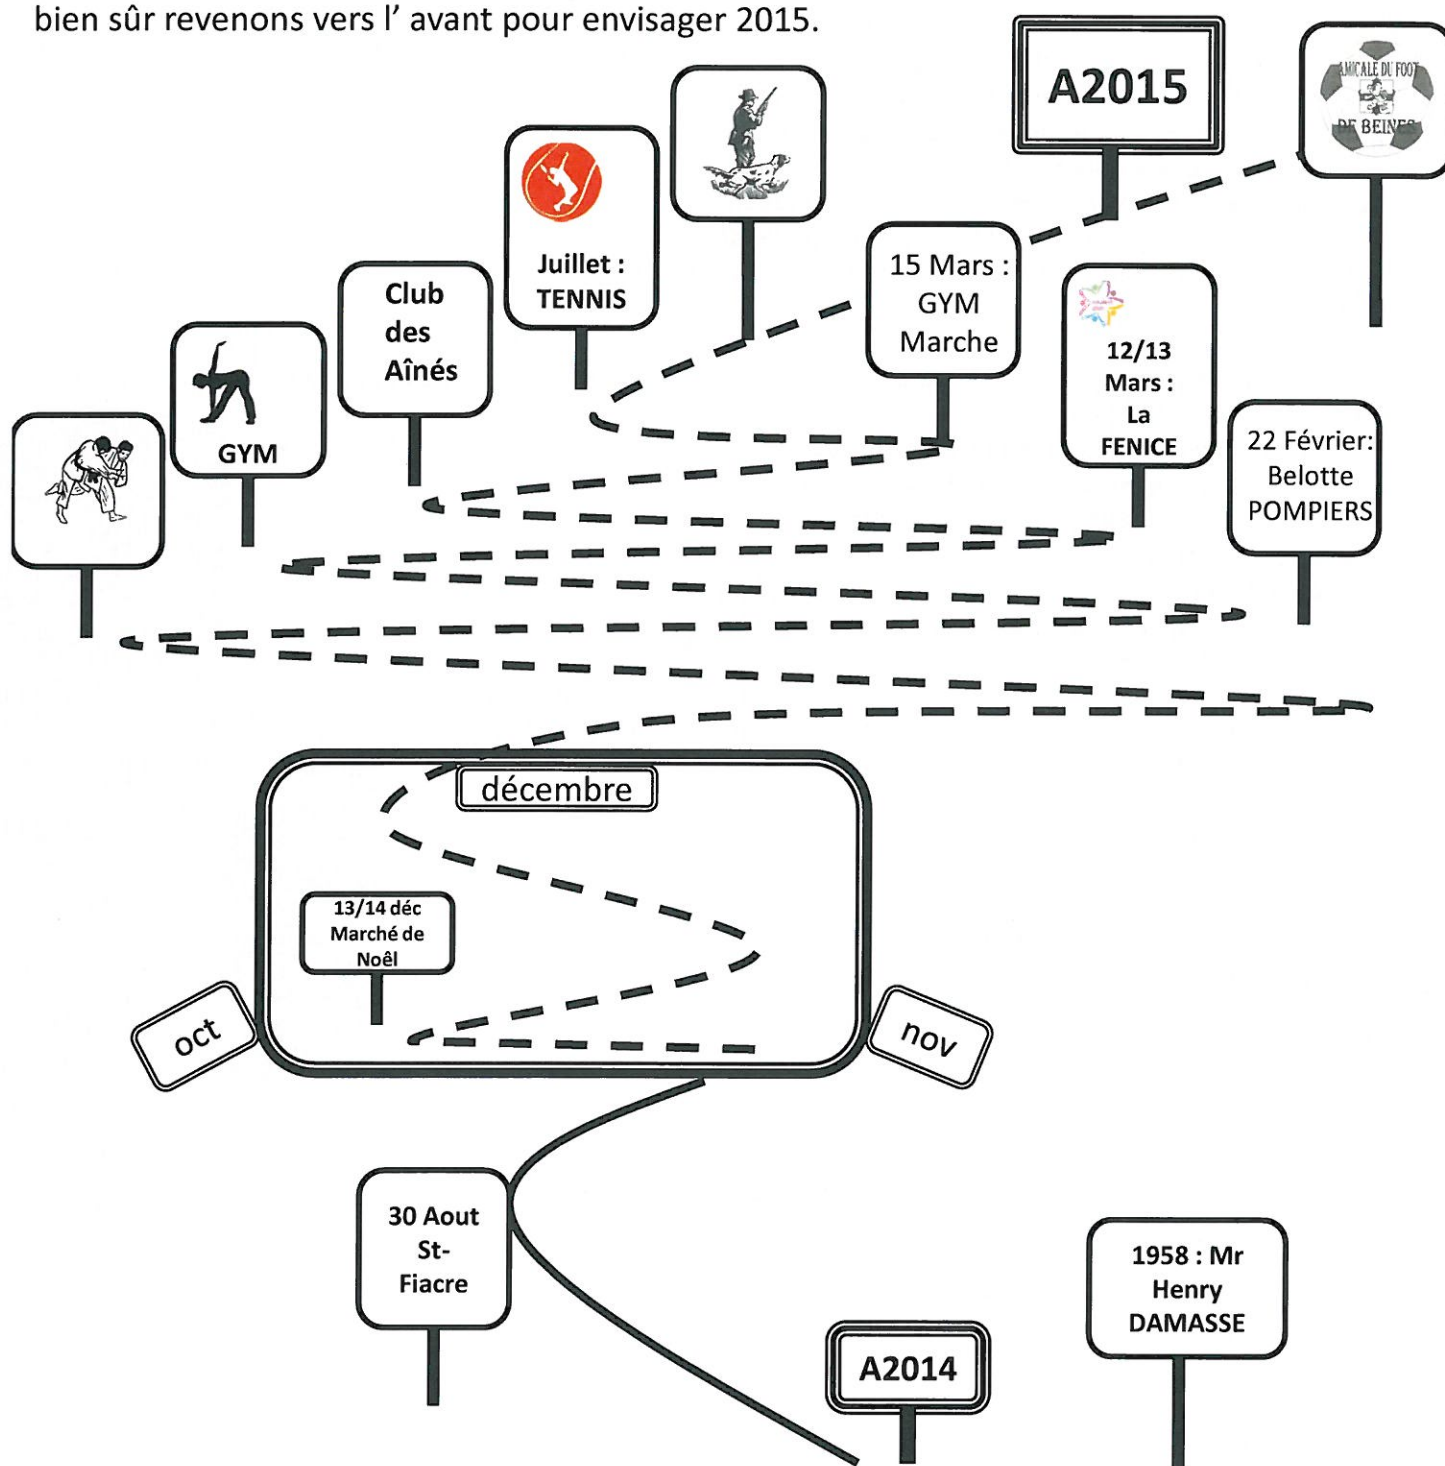 bien sûr revenons vers l’ avant pour envisager 2015.
A2015
AMICALE DU FOOT
DE BEINES
Juillet :
TENNIS
15 Mars :
GYM
Marche
Club
des
Aînés
12/13
Mars :
La
FENICE
GYM
22 Février:
Belotte
POMPIERS
décembre
13/14 déc
Marché de
Noêl
oct
nov
30 Aout
St-
Fiacre
1958 : Mr
Henry
DAMASSE
A2014